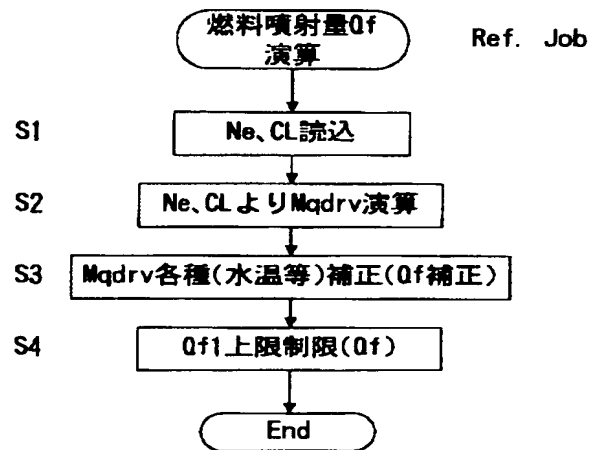 燃料噴射量Qf
演算
Ref. Job
S1
Ne、CL読込
S2
Ne、CLよりMqdrv演算
S3
Mqdrv各種(水温等)補正(Qf補正)
S4
Qf1上限制限(Qf)
End